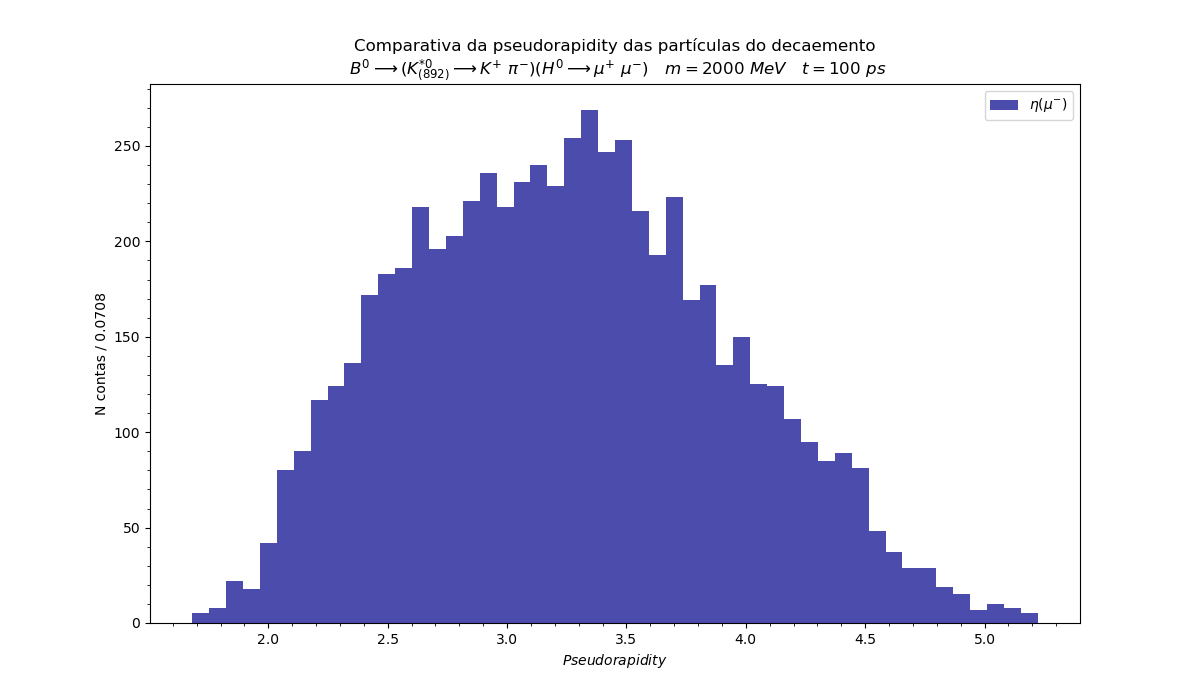 Comparativa da pseudorapidity das partículas do decaemento
B⁰ ⟶ (K*⁰₍₈₉₂₎ ⟶ K⁺ π⁻)(H⁰ ⟶ μ⁺ μ⁻) m = 2000 MeV t = 100 ps
η(μ⁻)
250
200
150
100
50
0
N contas / 0.0708
2.0 2.5 3.0 3.5 4.0 4.5 5.0
Pseudorapidity